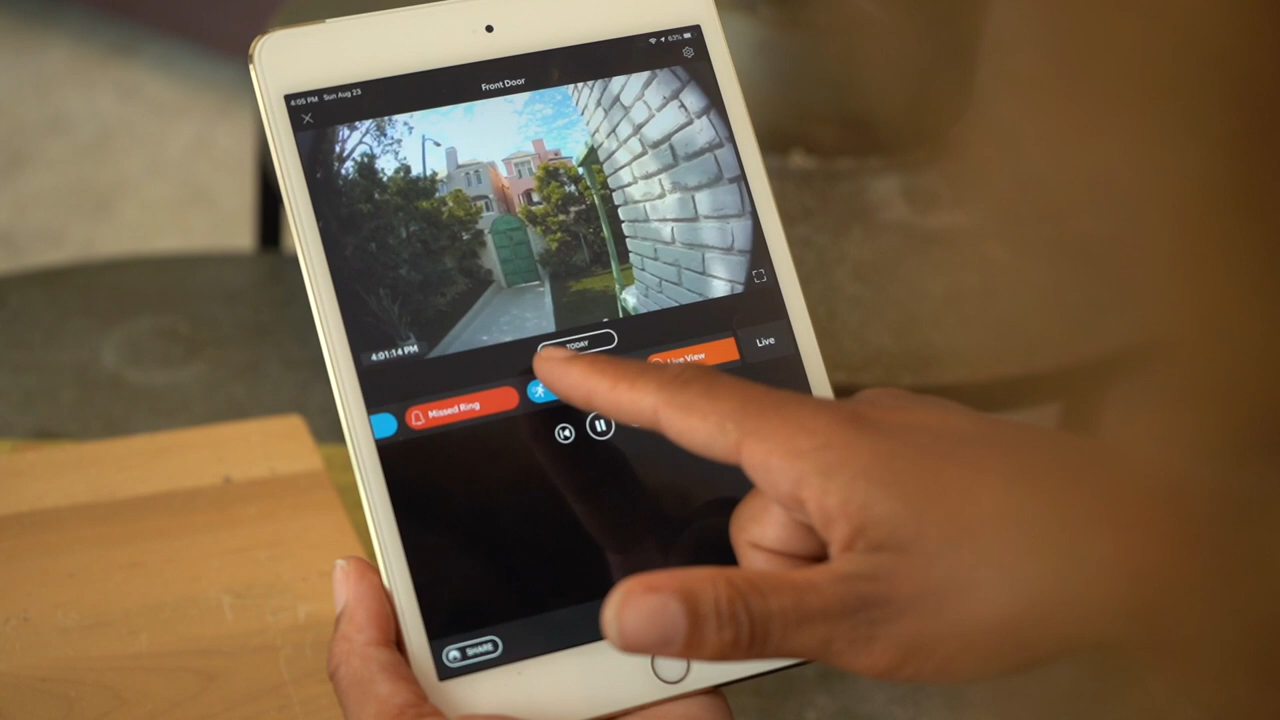 4:05 PM Sun Aug 23
63%
Front Door
4:01:14 PM
TODAY
Live View
Live
Missed Ring
SHARE